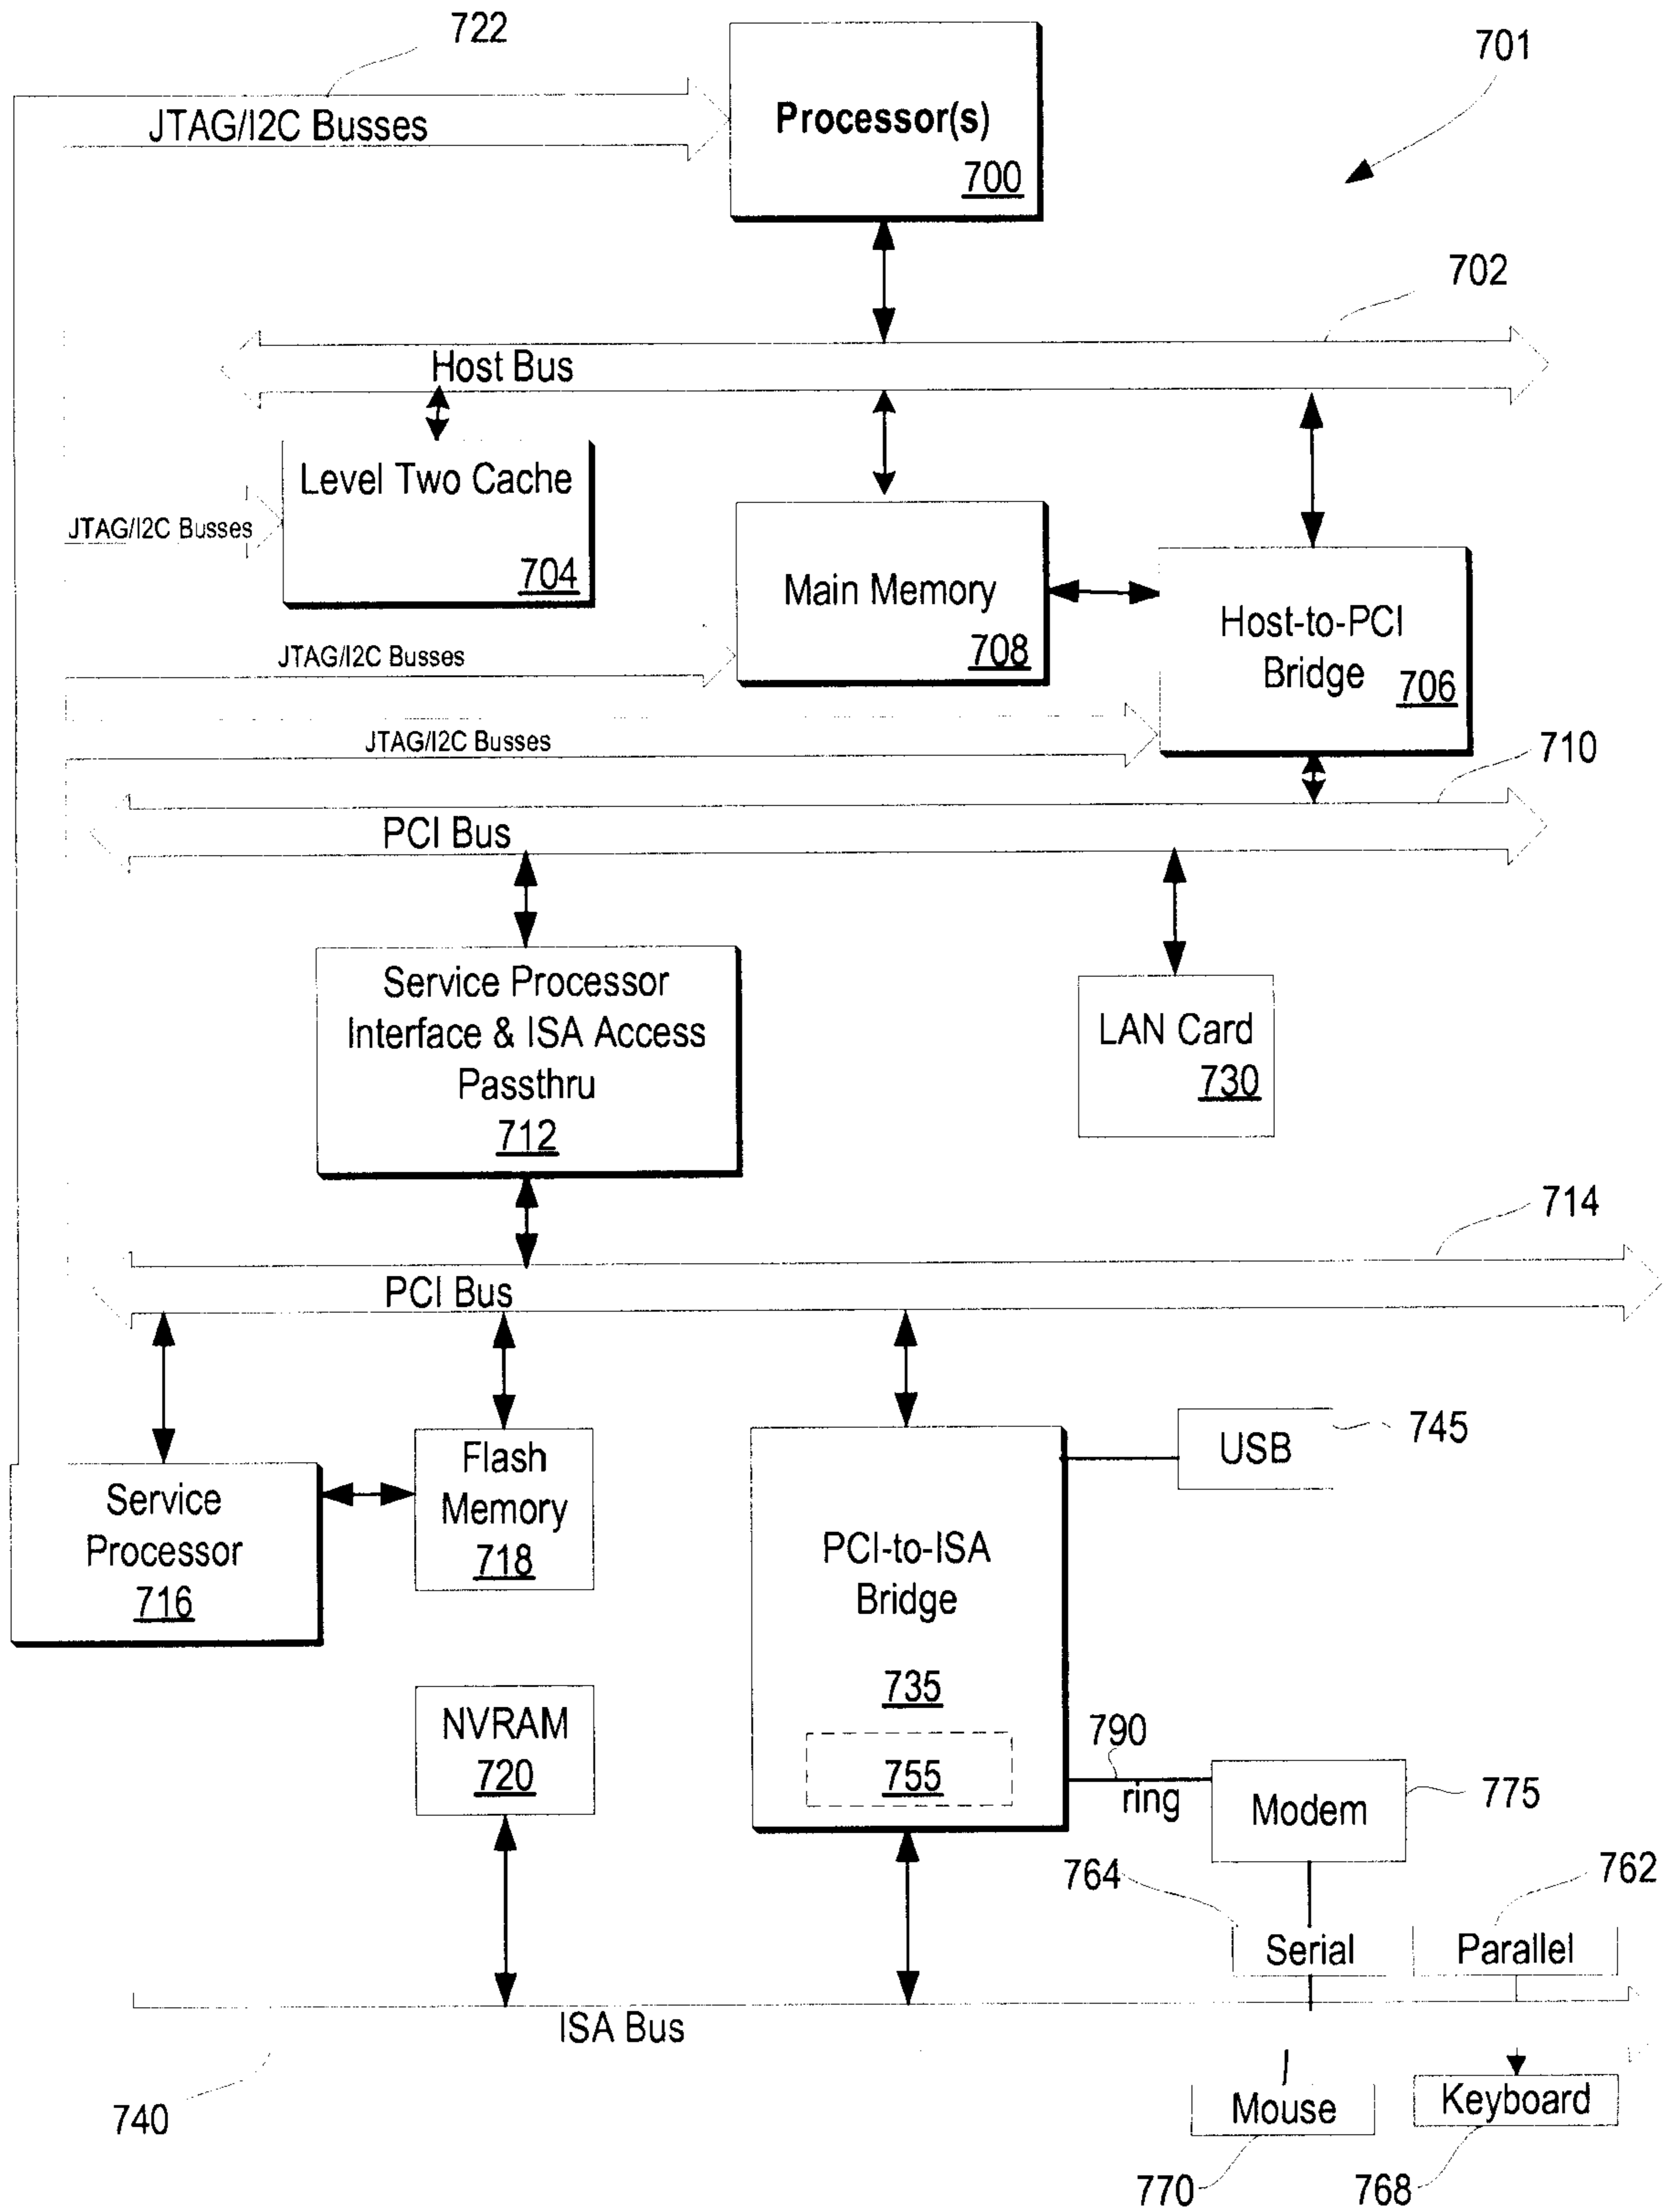 722
701
JTAG/I2C Busses
Processor(s)
700
702
Host Bus
Level Two Cache
704
JTAG/I2C Busses
Main Memory
708
Host-to-PCI
Bridge
706
JTAG/I2C Busses
JTAG/I2C Busses
710
PCI Bus
Service Processor
Interface & ISA Access
Passthru
712
LAN Card
730
714
PCI Bus
745
USB
Flash
Memory
718
Service
Processor
716
PCI-to-ISA
Bridge
735
755
NVRAM
720
790
ring
Modem
775
764
762
Serial
Parallel
ISA Bus
740
Mouse
Keyboard
770
768